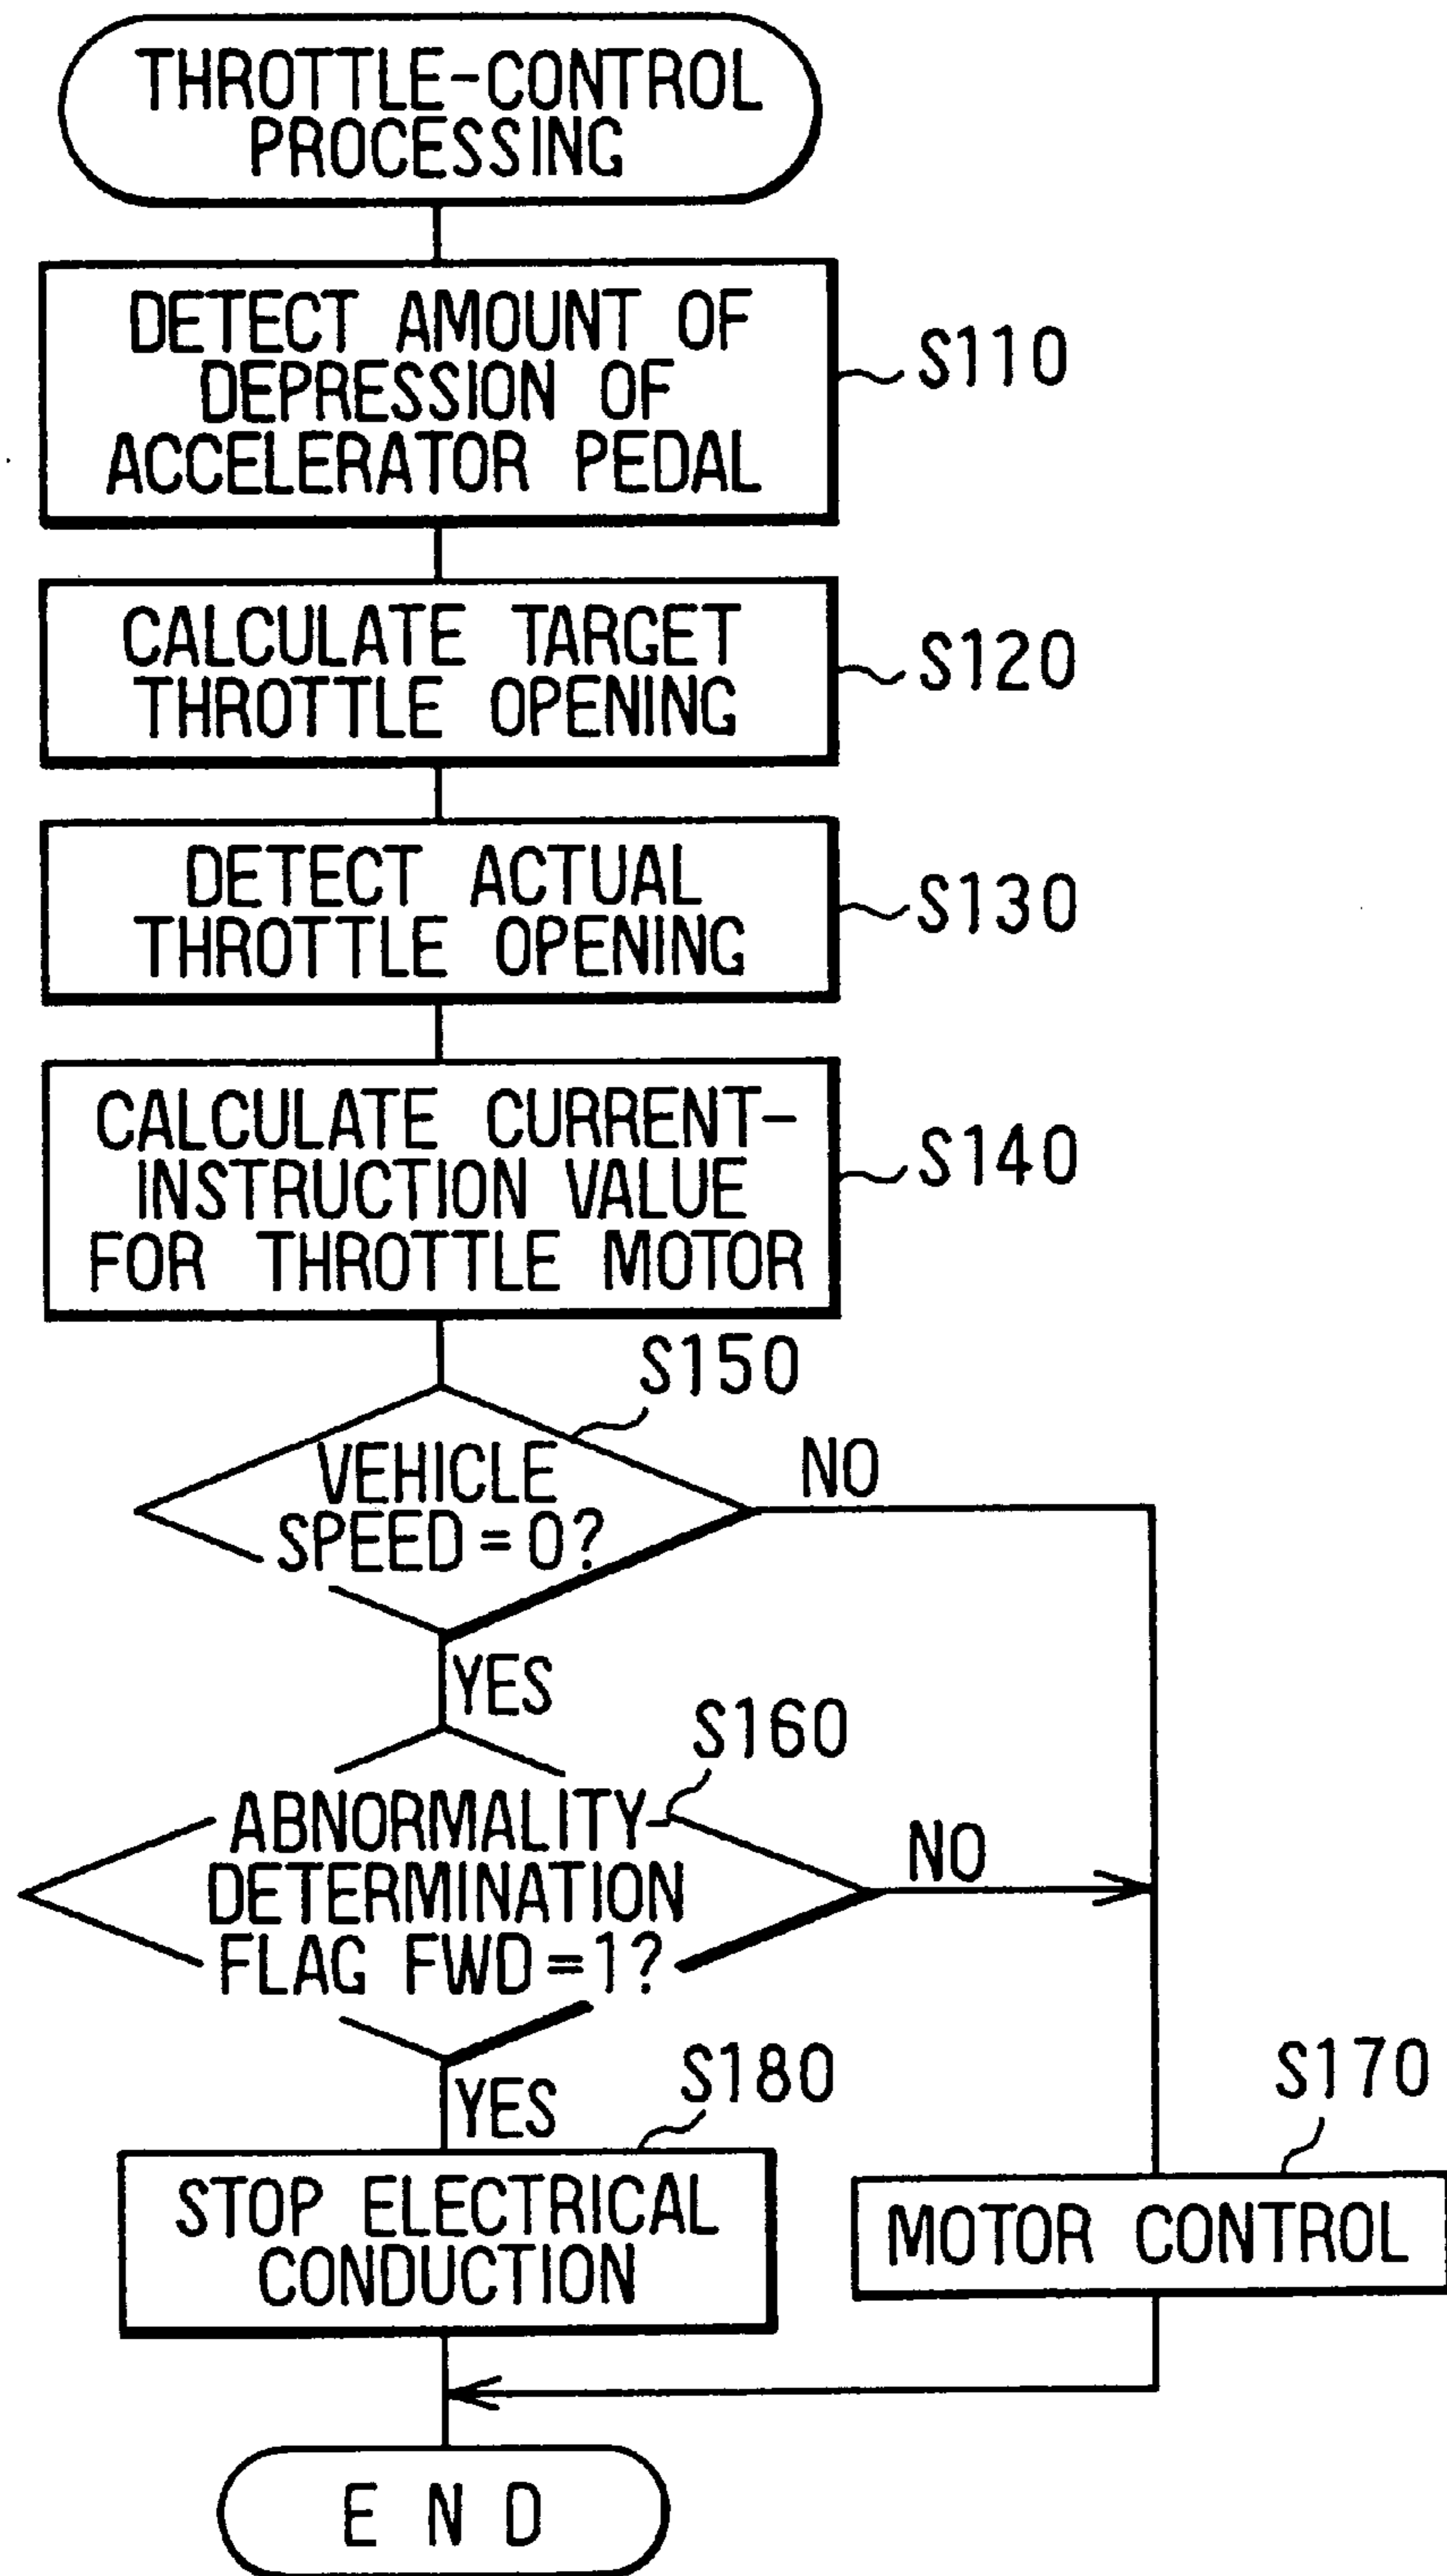 THROTTLE-CONTROL
PROCESSING
DETECT AMOUNT OF
DEPRESSION OF
ACCELERATOR PEDAL
S110
CALCULATE TARGET
THROTTLE OPENING
S120
DETECT ACTUAL
THROTTLE OPENING
S130
CALCULATE CURRENT-
INSTRUCTION VALUE
FOR THROTTLE MOTOR
S140
S150
VEHICLE
SPEED=0?
NO
YES
S160
ABNORMALITY-
DETERMINATION
FLAG FWD=1?
NO
YES
S180
STOP ELECTRICAL
CONDUCTION
S170
MOTOR CONTROL
END